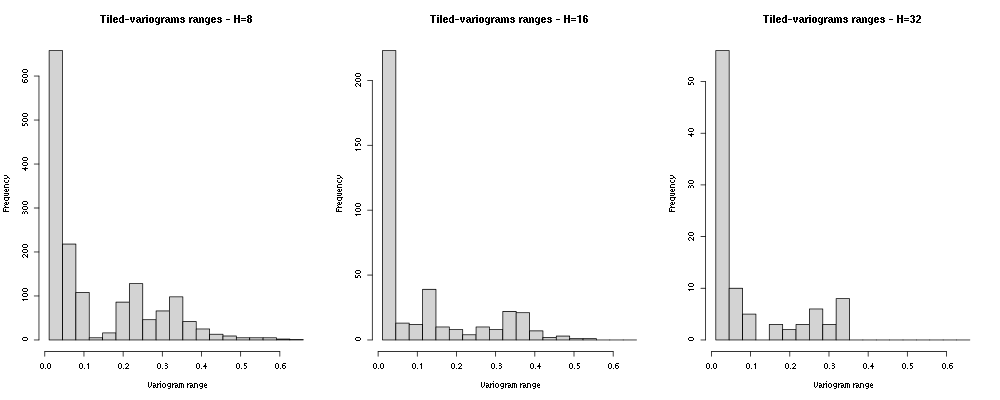 Tiled-variograms ranges - H=8
Frequency
600
500
400
300
200
100
0
0.0 0.1 0.2 0.3 0.4 0.5 0.6
Variogram range
Tiled-variograms ranges - H=16
Frequency
200
150
100
50
0
0.0 0.1 0.2 0.3 0.4 0.5 0.6
Variogram range
Tiled-variograms ranges - H=32
Frequency
50
40
30
20
10
0
0.0 0.1 0.2 0.3 0.4 0.5 0.6
Variogram range